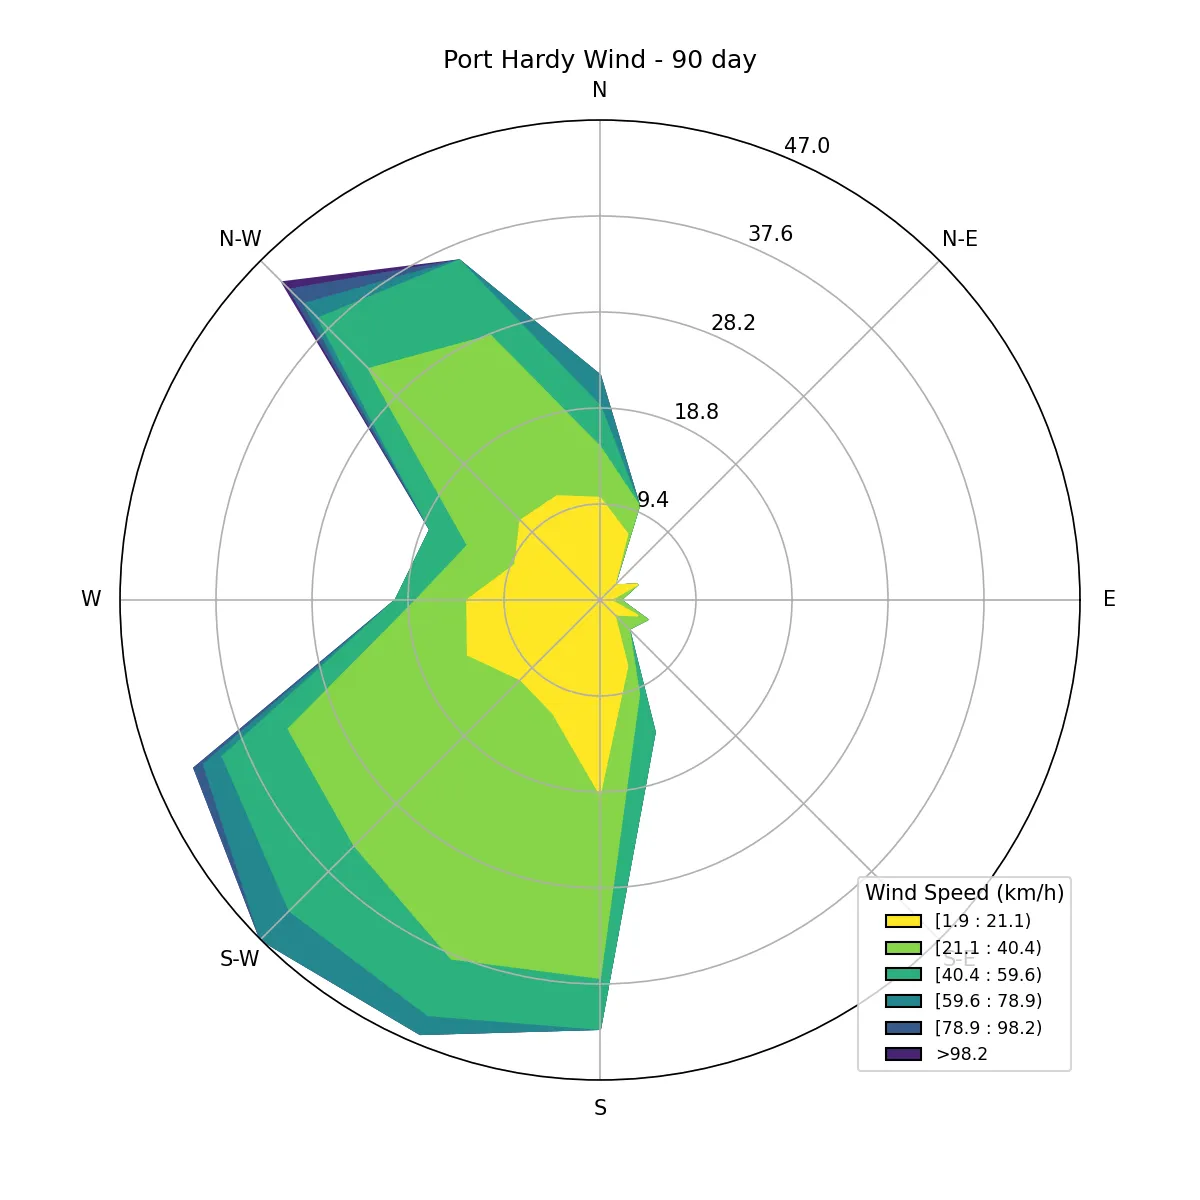 Port Hardy Wind - 90 day
N
47.0
37.6
N-W
N-E
28.2
18.8
9.4
W
E
Wind Speed (km/h)
[1.9 : 21.1)
[21.1 : 40.4)
S-W
S-E
[40.4 : 59.6)
[59.6 : 78.9)
[78.9 : 98.2)
>98.2
S